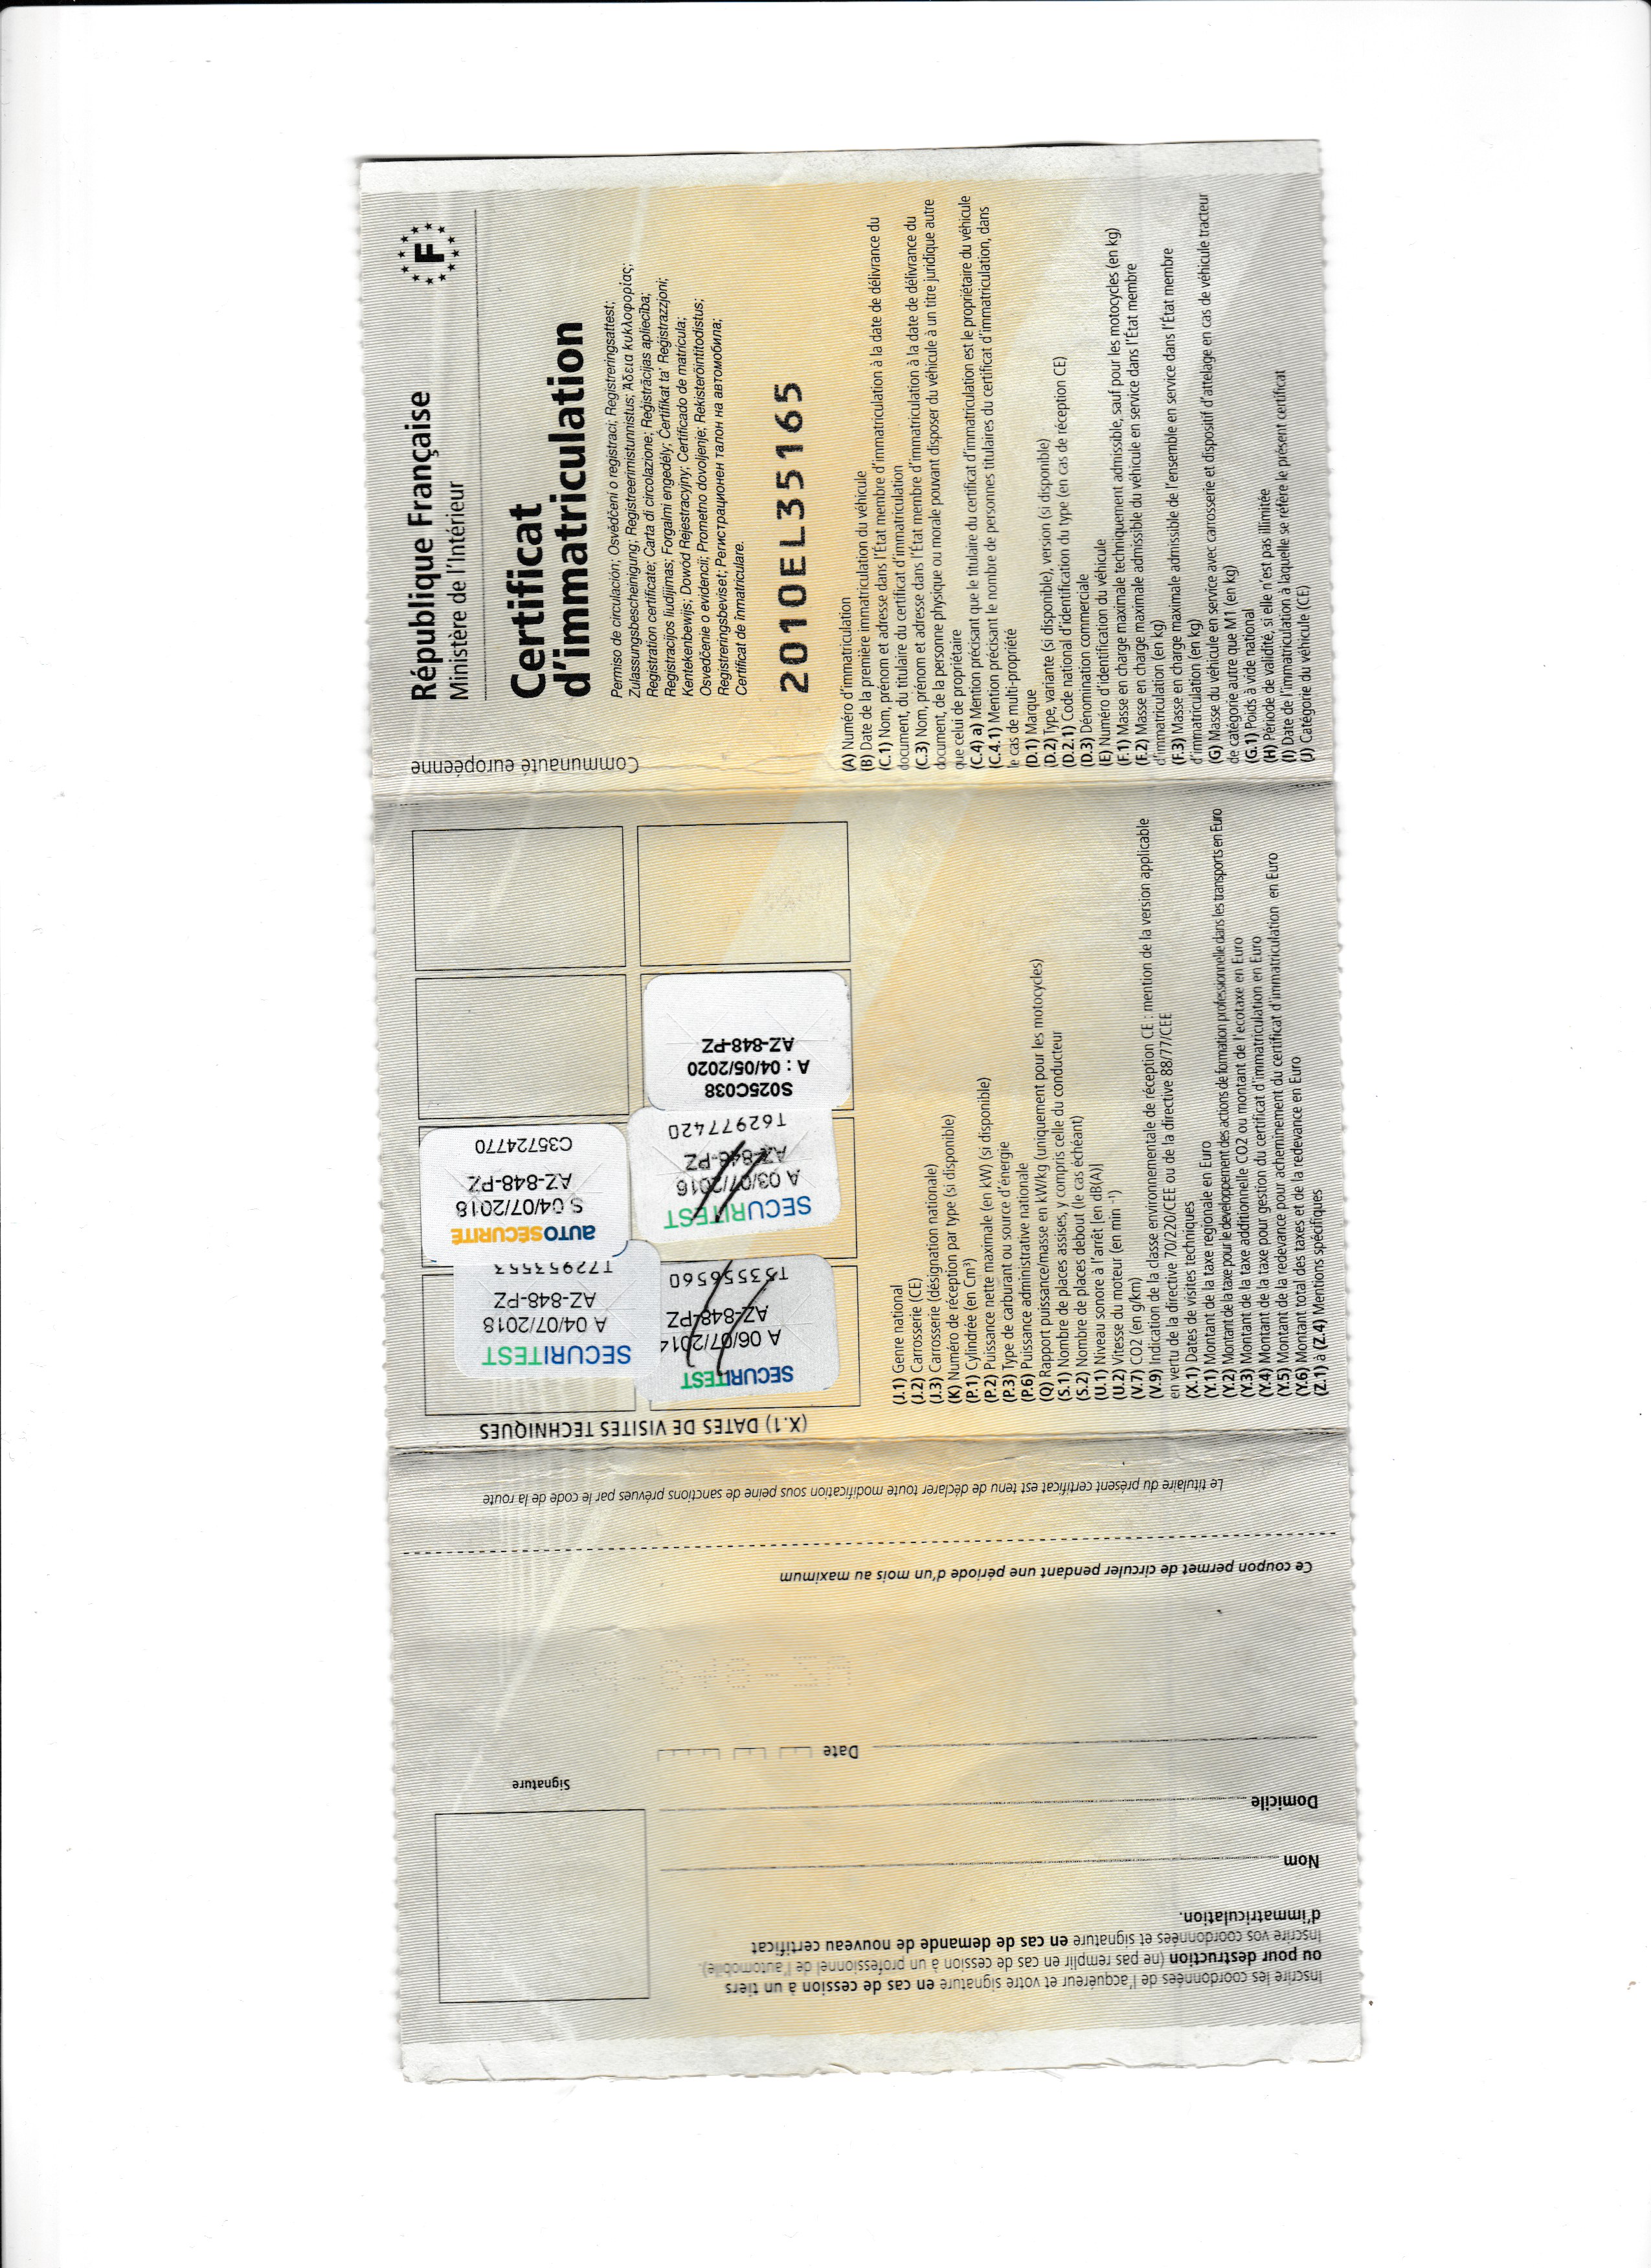 République Française
Ministère de l'Intérieur
F
Communauté européenne
Certificat
d'immatriculation
Permiso de circulación; Osvědčení o registraci; Registreringsattest;
Zulassungsbescheinigung; Registreerimistunnistus; Άδεια κυκλοφορίας;
Registration certificate; Carta di circolazione; Reģistrācijas apliecība;
Registracijos liudijimas; Forgalmi engedély; Ċertifikat ta' Reġistrazzjoni;
Kentekenbewijs; Dowód Rejestracyjny; Certificado de matrícula;
Osvedčenie o evidencii; Prometno dovoljenje; Rekisteröintitodistus;
Registreringsbeviset; Регистрационен талон на автомобила;
Certificat de înmatriculare.
2010EL35165
(A) Numéro d'immatriculation
(B) Date de la première immatriculation du véhicule
(C.1) Nom, prénom et adresse dans l'État membre d'immatriculation à la date de délivrance du
document, du titulaire du certificat d'immatriculation
(C.3) Nom, prénom et adresse dans l'État membre d'immatriculation à la date de délivrance du
document, de la personne physique ou morale pouvant disposer du véhicule à un titre juridique autre
que celui de propriétaire
(C.4) a) Mention précisant que le titulaire du certificat d'immatriculation est le propriétaire du véhicule
(C.4.1) Mention précisant le nombre de personnes titulaires du certificat d'immatriculation, dans
le cas de multi-propriété
(D.1) Marque
(D.2) Type, variante (si disponible), version (si disponible)
(D.2.1) Code national d'identification du type (en cas de réception CE)
(D.3) Dénomination commerciale
(E) Numéro d'identification du véhicule
(F.1) Masse en charge maximale techniquement admissible, sauf pour les motocycles (en kg)
(F.2) Masse en charge maximale admissible du véhicule en service dans l'État membre
d'immatriculation (en kg)
(F.3) Masse en charge maximale admissible de l'ensemble en service dans l'État membre
d'immatriculation (en kg)
(G) Masse du véhicule en service avec carrosserie et dispositif d'attelage en cas de véhicule tracteur
de catégorie autre que M1 (en kg)
(G.1) Poids à vide national
(H) Période de validité, si elle n'est pas illimitée
(I) Date de l'immatriculation à laquelle se réfère le présent certificat
(J) Catégorie du véhicule (CE)
(X.1) DATES DE VISITES TECHNIQUES
SECURITEST
A 06/07/2014
AZ-848-PZ
T53556560
SECURITEST
A 04/07/2018
AZ-848-PZ
T72953553
SECURITEST
A 03/07/2016
AZ-848-PZ
T62977420
AUTOSÉCURITÉ
S 04/07/2018
AZ-848-PZ
C35724770
S025C038
A : 04/05/2020
AZ-848-PZ
(J.1) Genre national
(J.2) Carrosserie (CE)
(J.3) Carrosserie (désignation nationale)
(K) Numéro de réception par type (si disponible)
(P.1) Cylindrée (en Cm³)
(P.2) Puissance nette maximale (en kW) (si disponible)
(P.3) Type de carburant ou source d'énergie
(P.6) Puissance administrative nationale
(Q) Rapport puissance/masse en kW/kg (uniquement pour les motocycles)
(S.1) Nombre de places assises, y compris celle du conducteur
(S.2) Nombre de places debout (le cas échéant)
(U.1) Niveau sonore à l'arrêt [en dB(A)]
(U.2) Vitesse du moteur (en min -¹)
(V.7) CO2 (en g/km)
(V.9) Indication de la classe environnementale de réception CE : mention de la version applicable
en vertu de la directive 70/220/CEE ou de la directive 88/77/CEE
(X.1) Dates de visites techniques
(Y.1) Montant de la taxe régionale en Euro
(Y.2) Montant de la taxe pour le développement des actions de formation professionnelle dans les transports en Euro
(Y.3) Montant de la taxe additionnelle CO2 ou montant de l'ecotaxe en Euro
(Y.4) Montant de la taxe pour gestion du certificat d'immatriculation en Euro
(Y.5) Montant de la redevance pour acheminement du certificat d'immatriculation en Euro
(Y.6) Montant total des taxes et de la redevance en Euro
(Z.1) à (Z.4) Mentions spécifiques
Le titulaire du présent certificat est tenu de déclarer toute modification sous peine de sanctions prévues par le code de la route
Ce coupon permet de circuler pendant une période d'un mois au maximum
AZ-848-PZ
Inscrire les coordonnées de l'acquéreur et votre signature en cas de cession à un tiers
ou pour destruction (ne pas remplir en cas de cession à un professionnel de l'automobile).
Inscrire vos coordonnées et signature en cas de demande de nouveau certificat
d'immatriculation.
Nom
Domicile
Date
Signature